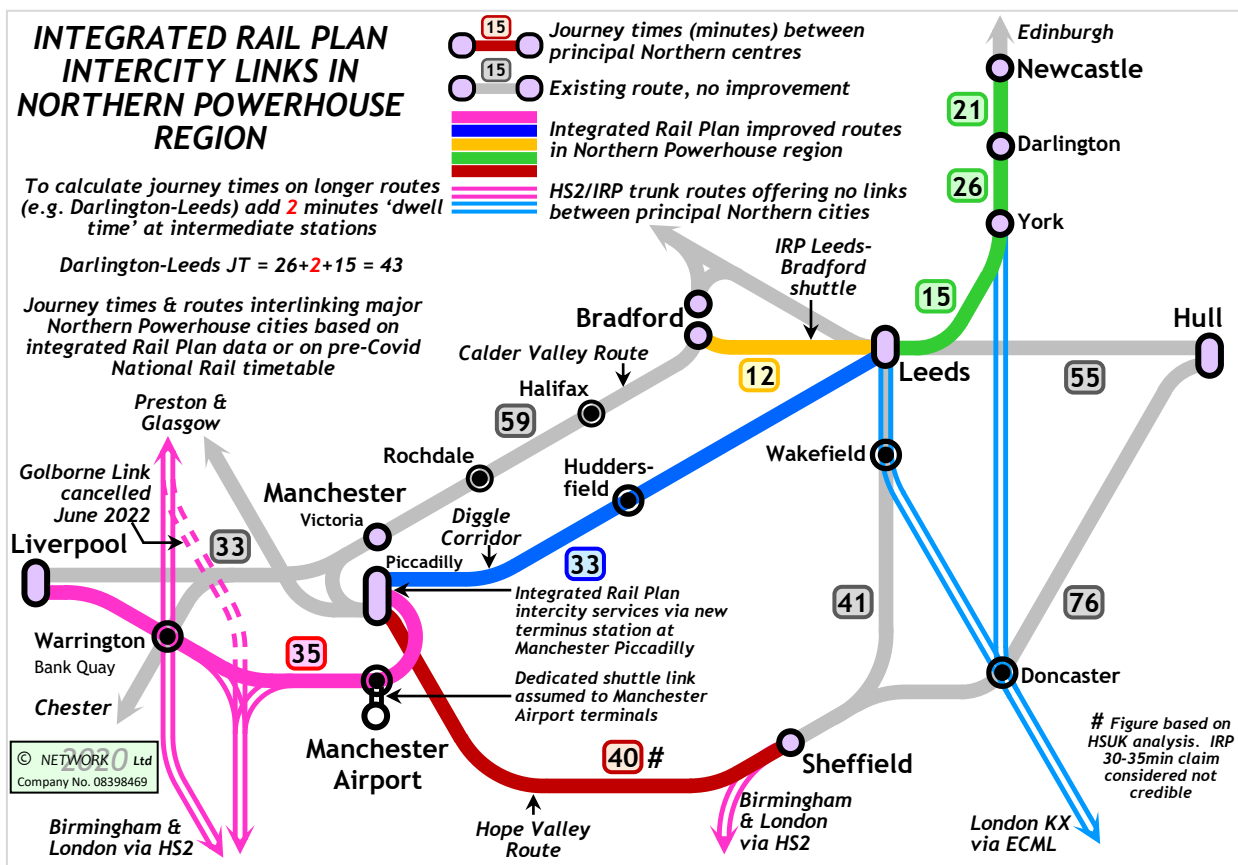 INTEGRATED RAIL PLAN
INTERCITY LINKS IN
NORTHERN POWERHOUSE
REGION
To calculate journey times on longer routes
(e.g. Darlington-Leeds) add 2 minutes ‘dwell
time’ at intermediate stations
Darlington-Leeds JT = 26+2+15 = 43
Journey times & routes interlinking major
Northern Powerhouse cities based on
integrated Rail Plan data or on pre-Covid
National Rail timetable
15
Journey times (minutes) between
principal Northern centres
15
Existing route, no improvement
Integrated Rail Plan improved routes
in Northern Powerhouse region
HS2/IRP trunk routes offering no links
between principal Northern cities
Edinburgh
Newcastle
21
Darlington
26
York
IRP Leeds-
Bradford
shuttle
15
Bradford
Hull
Calder Valley Route
12
Leeds
55
Halifax
Preston &
Glasgow
59
Rochdale
Wakefield
Hudders-
field
Golborne Link
cancelled
June 2022
Manchester
Victoria
Diggle
Corridor
Liverpool
33
Piccadilly
33
Integrated Rail Plan
intercity services via new
terminus station at
Manchester Piccadilly
41
76
Warrington
Bank Quay
35
Dedicated shuttle link
assumed to Manchester
Airport terminals
Doncaster
Chester
Manchester
Airport
40 #
Sheffield
# Figure based on
HSUK analysis. IRP
30-35min claim
considered not
credible
© NETWORK 2020 Ltd
Company No. 08398469
Birmingham &
London via HS2
Hope Valley
Route
Birmingham
& London
via HS2
London KX
via ECML